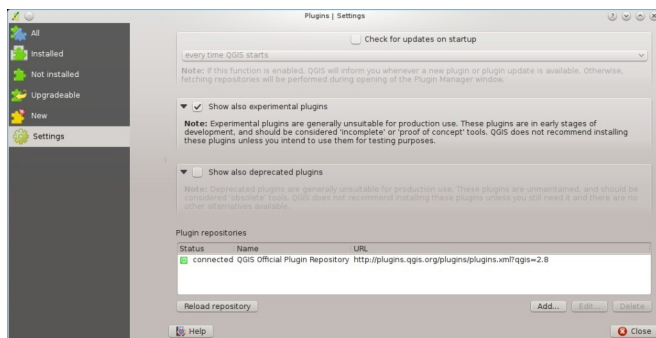 Plugins | Settings
All
Installed
Not installed
Upgradeable
New
Settings
Check for updates on startup
every time QGIS starts
Note: If this function is enabled, QGIS will inform you whenever a new plugin or plugin update is available. Otherwise,
fetching repositories will be performed during opening of the Plugin Manager window.
Show also experimental plugins
Note: Experimental plugins are generally unsuitable for production use. These plugins are in early stages of
development, and should be considered 'incomplete' or 'proof of concept' tools. QGIS does not recommend installing
these plugins unless you intend to use them for testing purposes.
Show also deprecated plugins
Note: Deprecated plugins are generally unsuitable for production use. These plugins are unmaintained, and should be
considered 'obsolete' tools. QGIS does not recommend installing these plugins unless you still need it and there are no
other alternatives available.
Plugin repositories
Status Name URL
connected QGIS Official Plugin Repository http://plugins.qgis.org/plugins/plugins.xml?qgis=2.8
Reload repository Add... Edit... Delete
Help Close